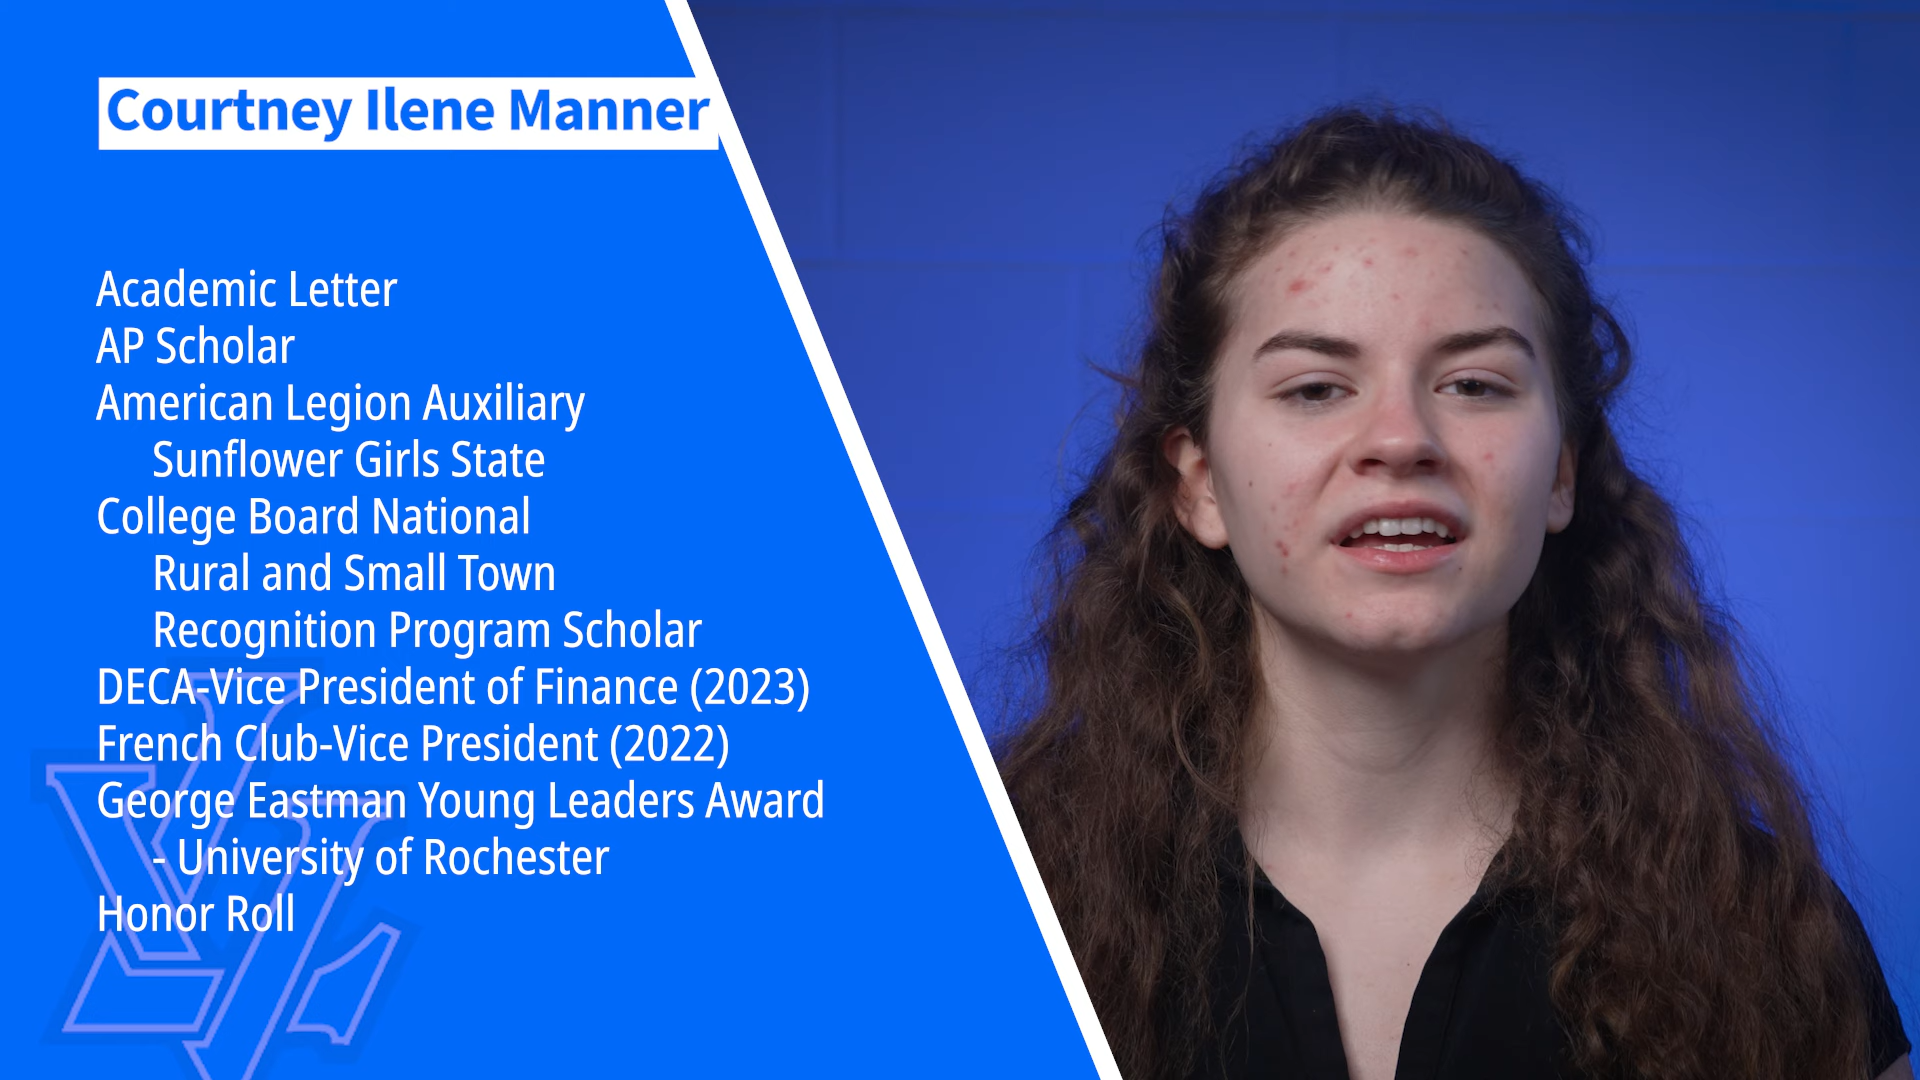 Courtney Ilene Manner
Academic Letter
AP Scholar
American Legion Auxiliary
Sunflower Girls State
College Board National
Rural and Small Town
Recognition Program Scholar
DECA-Vice President of Finance (2023)
French Club-Vice President (2022)
George Eastman Young Leaders Award
- University of Rochester
Honor Roll